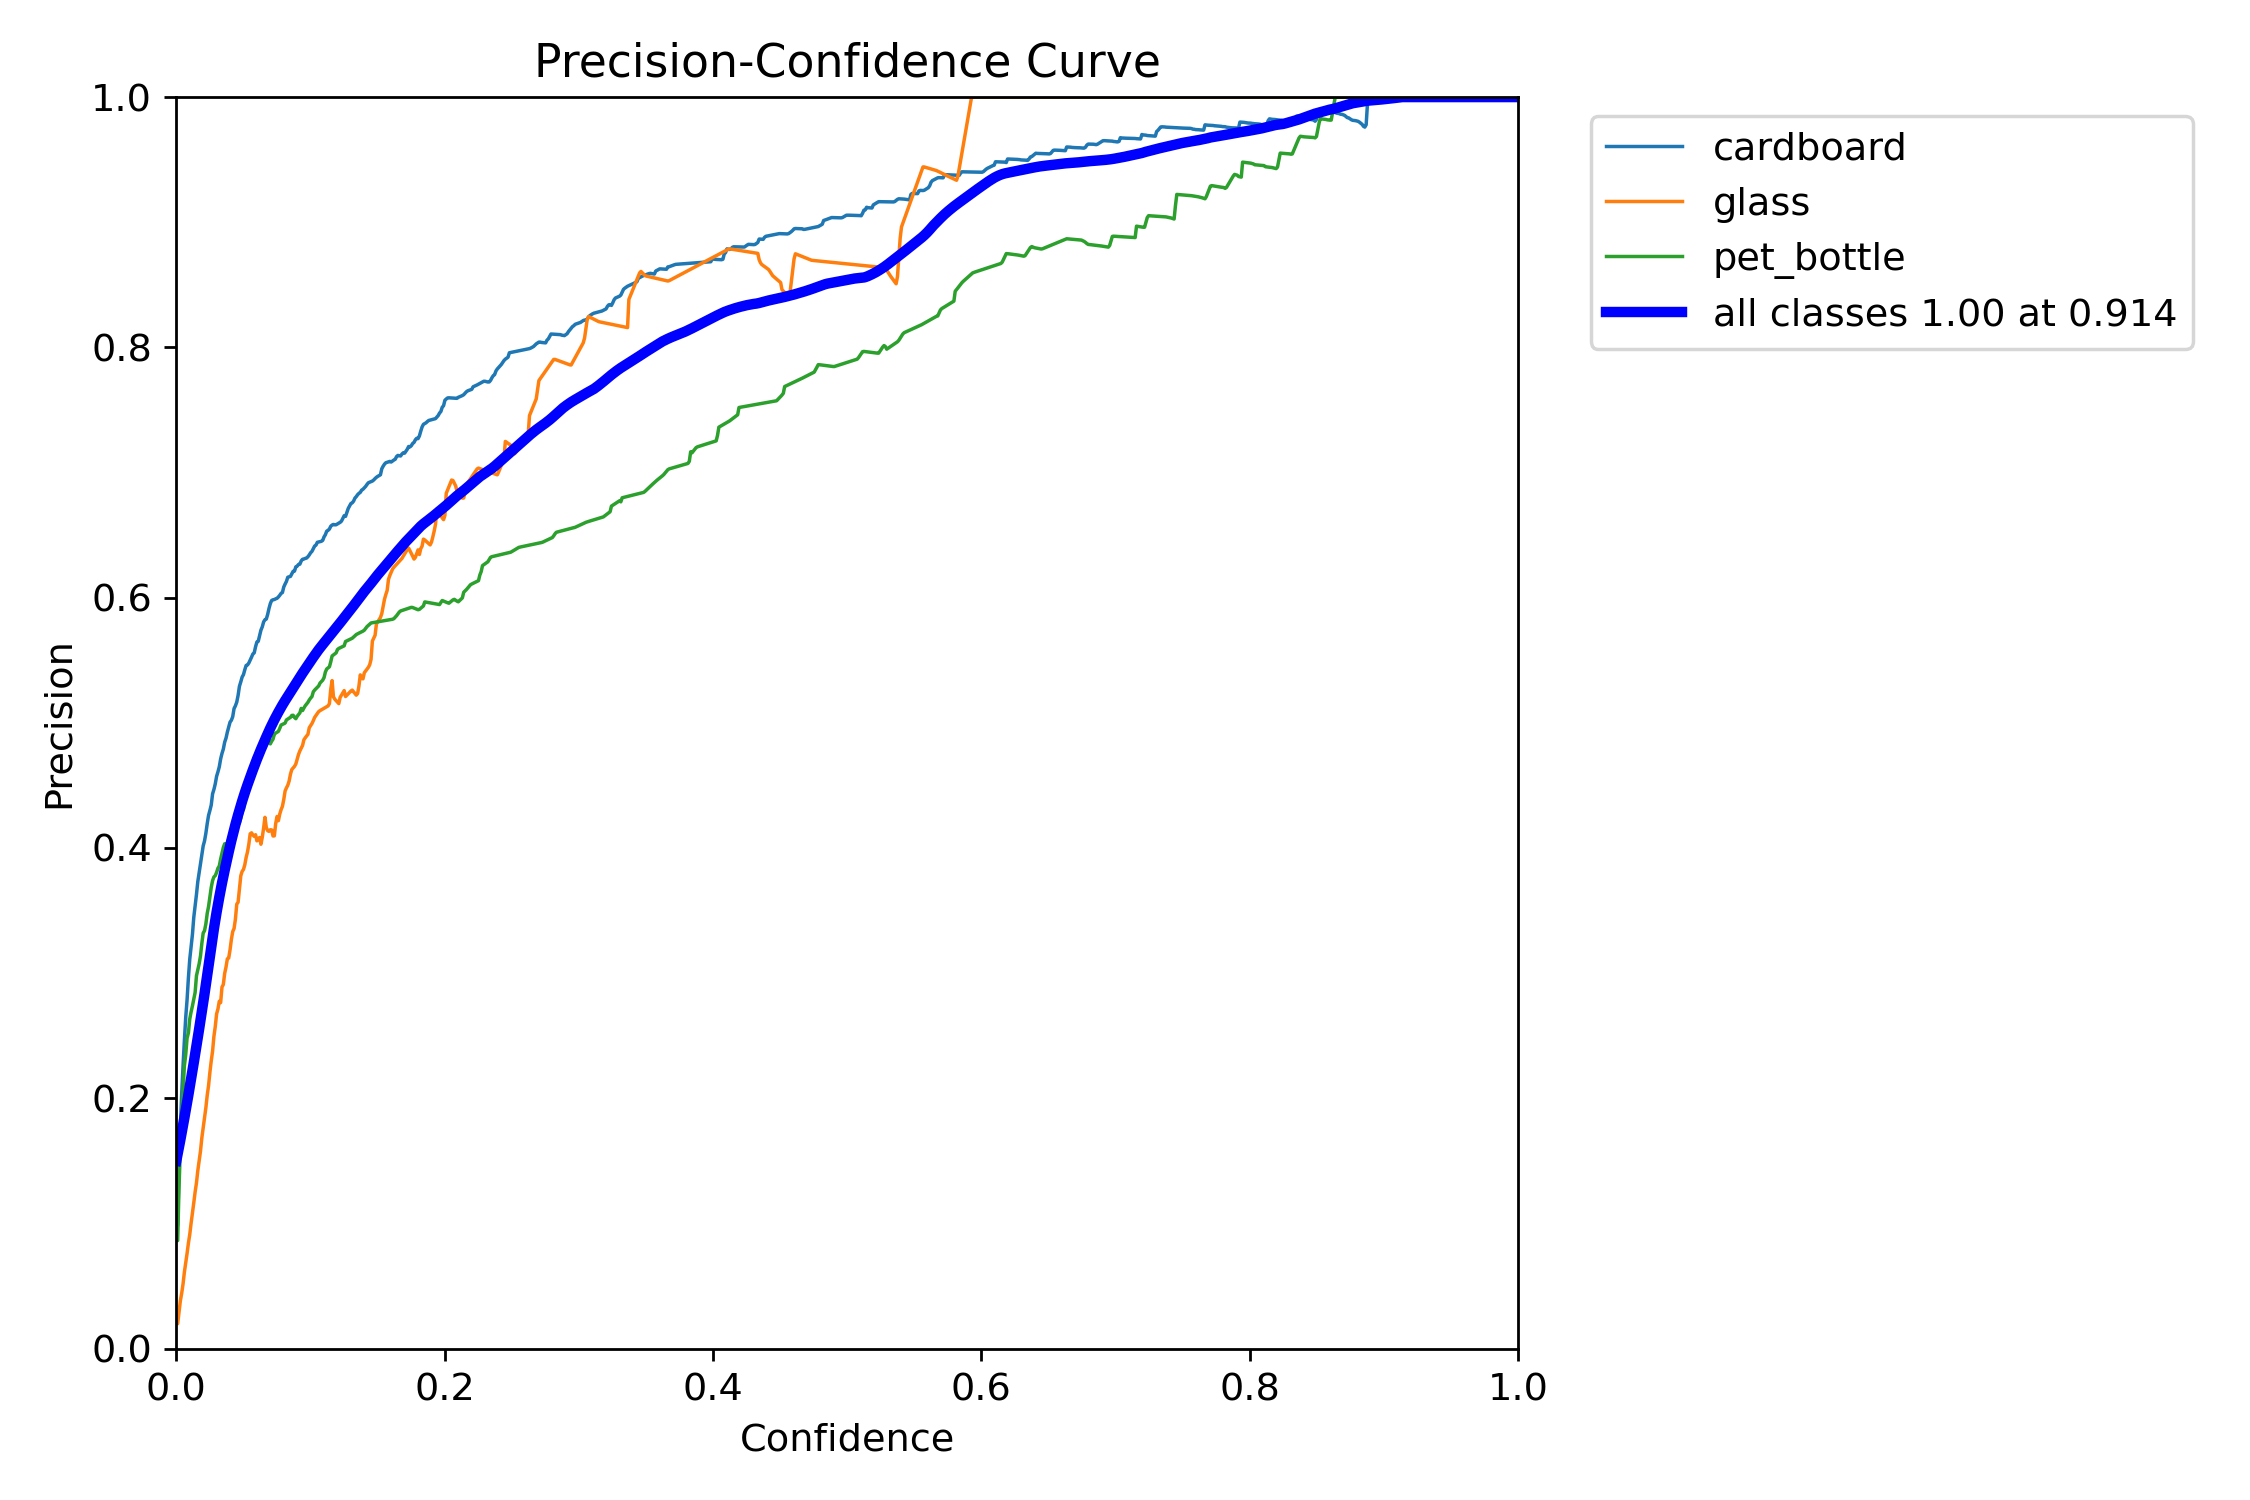 Precision-Confidence Curve
1.0
0.8
0.6
0.4
0.2
0.0
Precision
0.0 0.2 0.4 0.6 0.8 1.0
Confidence
cardboard
glass
pet_bottle
all classes 1.00 at 0.914